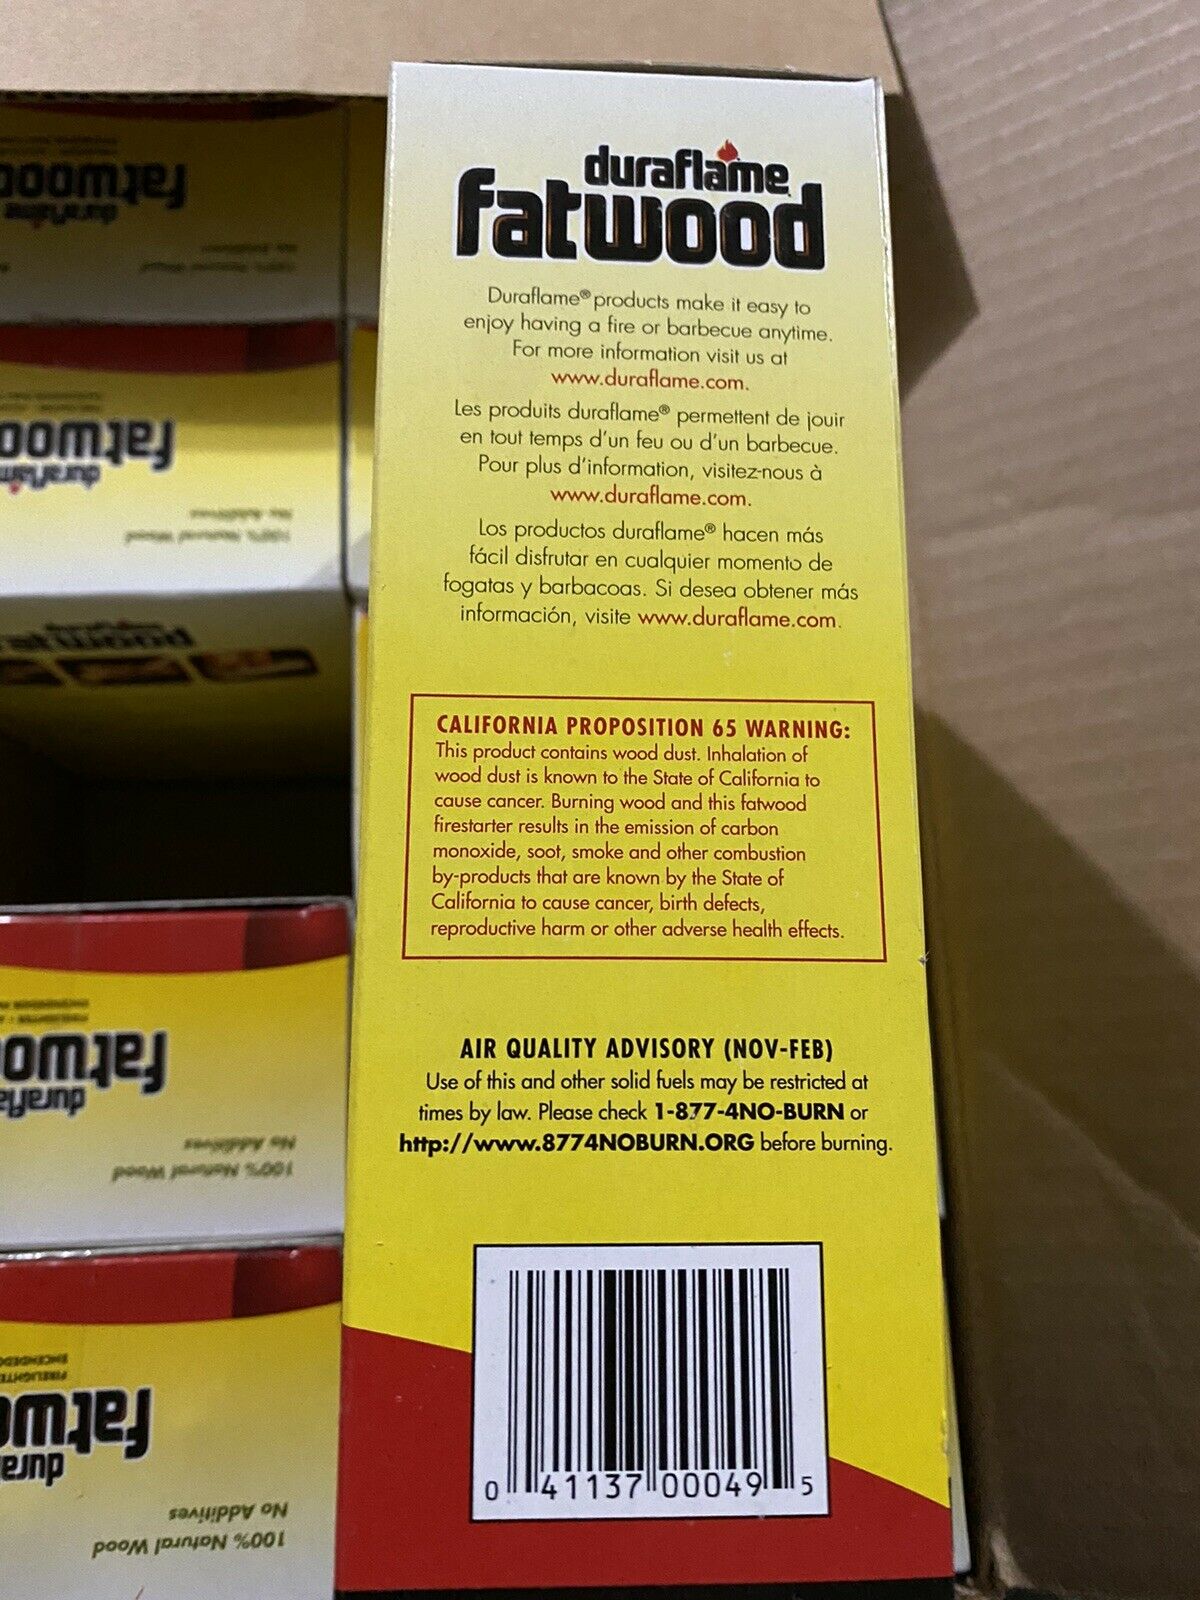 duraflame
fatwood
Duraflame® products make it easy to
enjoy having a fire or barbecue anytime.
For more information visit us at
www.duraflame.com.
Les produits duraflame® permettent de jouir
en tout temps d'un feu ou d'un barbecue.
Pour plus d'information, visitez-nous à
www.duraflame.com.
Los productos duraflame® hacen más
fácil disfrutar en cualquier momento de
fogatas y barbacoas. Si desea obtener más
información, visite www.duraflame.com.
CALIFORNIA PROPOSITION 65 WARNING:
This product contains wood dust. Inhalation of
wood dust is known to the State of California to
cause cancer. Burning wood and this fatwood
firestarter results in the emission of carbon
monoxide, soot, smoke and other combustion
by-products that are known by the State of
California to cause cancer, birth defects,
reproductive harm or other adverse health effects.
AIR QUALITY ADVISORY (NOV-FEB)
Use of this and other solid fuels may be restricted at
times by law. Please check 1-877-4NO-BURN or
http://www.8774NOBURN.ORG before burning.
0 41137 00049 5
fatwood
duraflame
No Additives
100% Natural Wood
fatwood
duraflame
No Additives
100% Natural Wood
fatwood
duraflame
fatwo
durafla
No Additives
100% Natural Wood
fatwo
dura
No Additives
100% Natural Wood